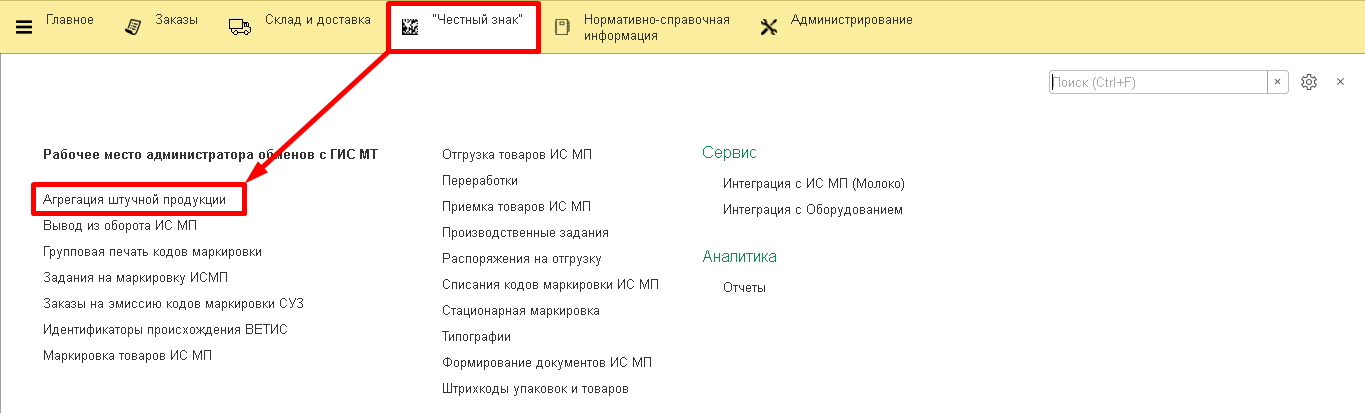 Главное
Заказы
Склад и доставка
"Честный знак"
Нормативно-справочная
информация
Администрирование
Поиск (Ctrl+F)
Рабочее место администратора обменов с ГИС МТ
Агрегация штучной продукции
Вывод из оборота ИС МП
Групповая печать кодов маркировки
Задания на маркировку ИСМП
Заказы на эмиссию кодов маркировки СУЗ
Идентификаторы происхождения ВЕТИС
Маркировка товаров ИС МП
Отгрузка товаров ИС МП
Переработки
Приемка товаров ИС МП
Производственные задания
Распоряжения на отгрузку
Списания кодов маркировки ИС МП
Стационарная маркировка
Типографии
Формирование документов ИС МП
Штрихкоды упаковок и товаров
Сервис
Интеграция с ИС МП (Молоко)
Интеграция с Оборудованием
Аналитика
Отчеты